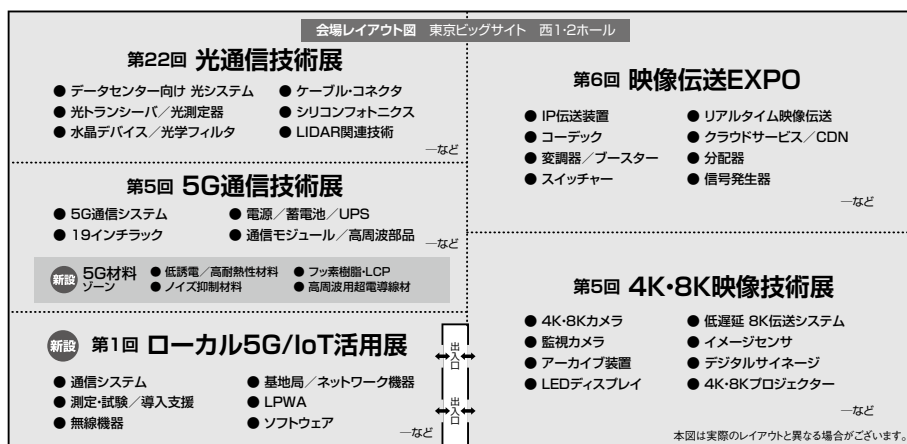 会場レイアウト図 東京ビッグサイト 西1・2ホール
第22回 光通信技術展
● データセンター向け 光システム ● ケーブル・コネクタ
● 光トランシーバ/光測定器 ● シリコンフォトニクス
● 水晶デバイス/光学フィルタ ● LIDAR関連技術
—など
第5回 5G通信技術展
● 5G通信システム ● 電源/蓄電池/UPS
● 19インチラック ● 通信モジュール/高周波部品
—など
新設 5G材料ゾーン
● 低誘電/高耐熱性材料 ● フッ素樹脂・LCP
● ノイズ抑制材料 ● 高周波用超電導線材
新設 第1回 ローカル5G/IoT活用展
● 通信システム ● 基地局/ネットワーク機器
● 測定・試験/導入支援 ● LPWA
● 無線機器 ● ソフトウェア
—など
出入口
出入口
第6回 映像伝送EXPO
● IP伝送装置 ● リアルタイム映像伝送
● コーデック ● クラウドサービス/CDN
● 変調器/ブースター ● 分配器
● スイッチャー ● 信号発生器
—など
第5回 4K・8K映像技術展
● 4K・8Kカメラ ● 低遅延 8K伝送システム
● 監視カメラ ● イメージセンサ
● アーカイブ装置 ● デジタルサイネージ
● LEDディスプレイ ● 4K・8Kプロジェクター
—など
本図は実際のレイアウトと異なる場合がございます。